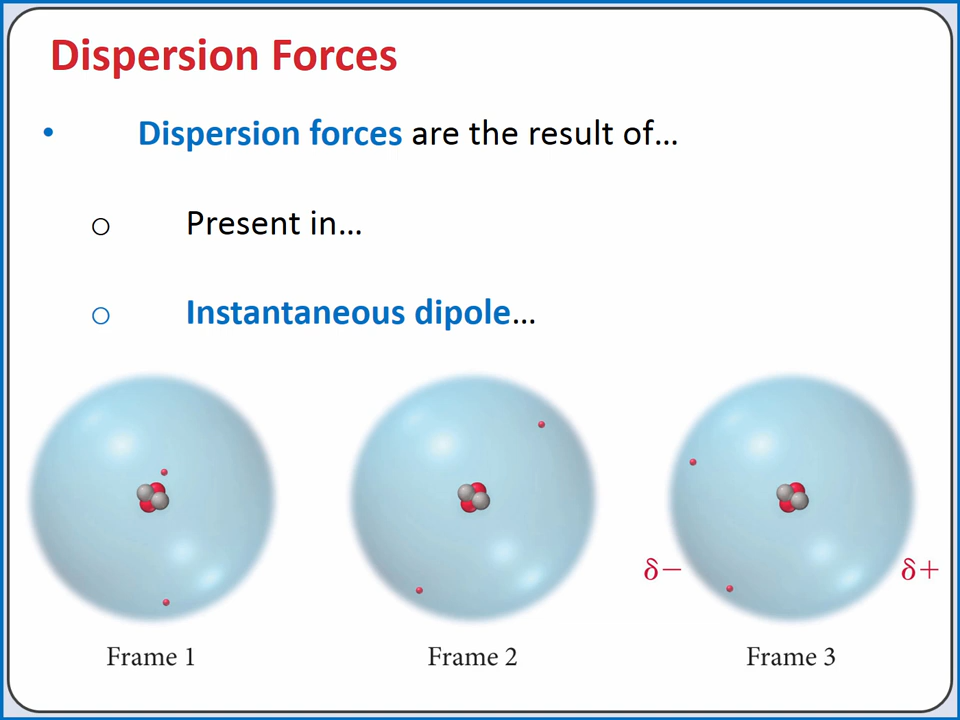 Dispersion Forces
• Dispersion forces are the result of…
o Present in…
o Instantaneous dipole…
δ− δ+
Frame 1 Frame 2 Frame 3